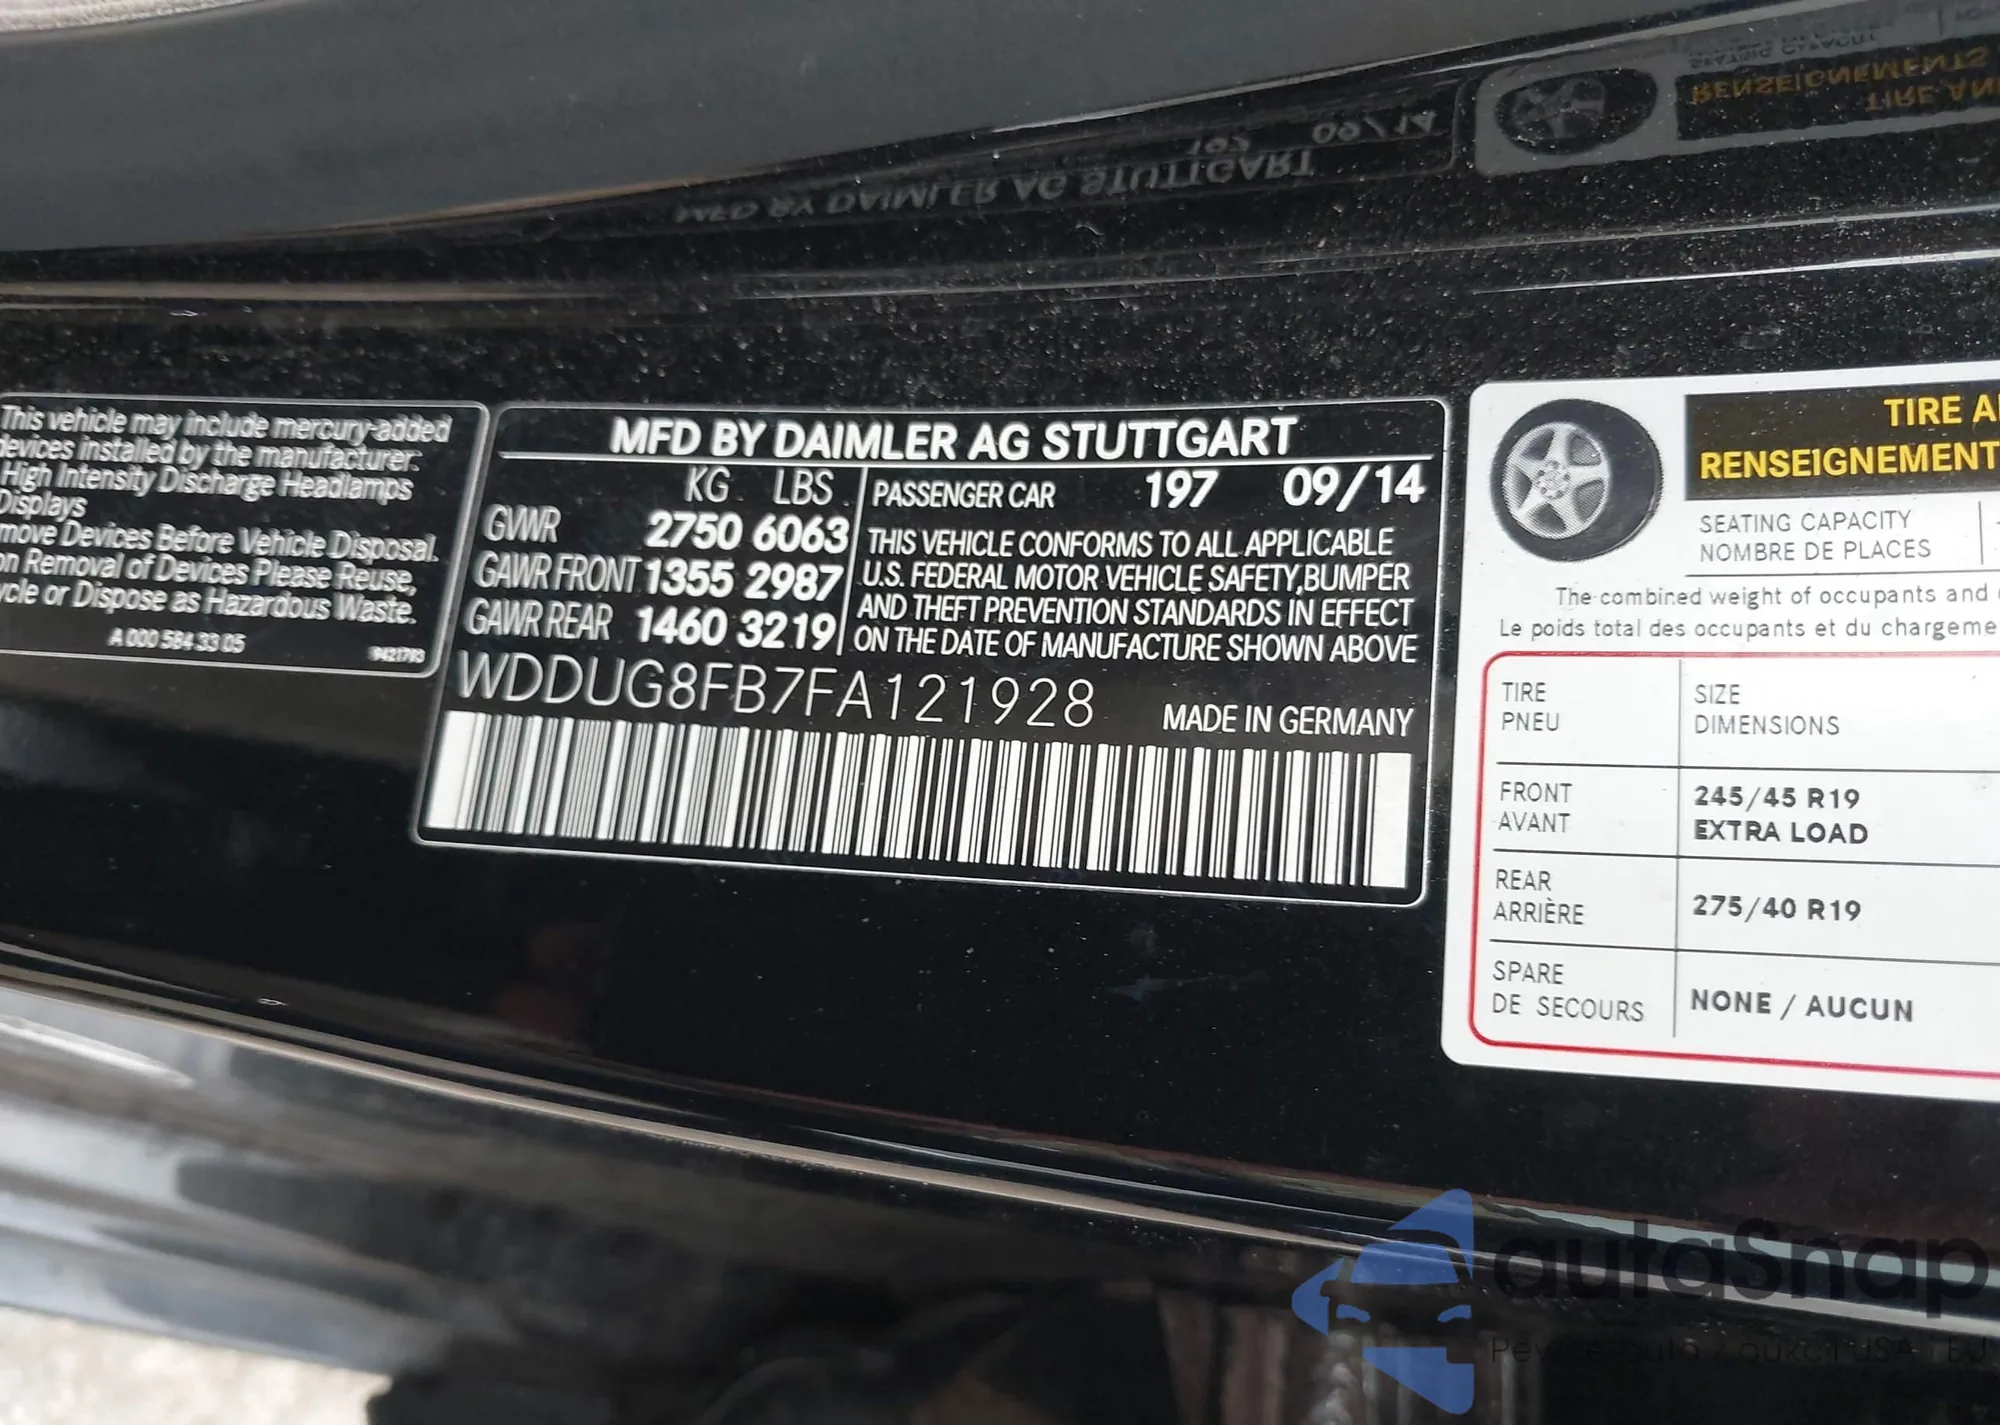 This vehicle may include mercury-added
devices installed by the manufacturer:
High Intensity Discharge Headlamps
Displays
move Devices Before Vehicle Disposal.
on Removal of Devices Please Reuse,
ycle or Dispose as Hazardous Waste.
A 000 584 33 05
9421793
MFD BY DAIMLER AG STUTTGART
KG LBS
GVWR 2750 6063
GAWR FRONT 1355 2987
GAWR REAR 1460 3219
PASSENGER CAR 197 09/14
THIS VEHICLE CONFORMS TO ALL APPLICABLE
U.S. FEDERAL MOTOR VEHICLE SAFETY, BUMPER
AND THEFT PREVENTION STANDARDS IN EFFECT
ON THE DATE OF MANUFACTURE SHOWN ABOVE
WDDUG8FB7FA121928
MADE IN GERMANY
TIRE A
RENSEIGNEMENT
SEATING CAPACITY
NOMBRE DE PLACES
The combined weight of occupants and
Le poids total des occupants et du chargeme
TIRE
PNEU
SIZE
DIMENSIONS
FRONT
AVANT
245/45 R19
EXTRA LOAD
REAR
ARRIÈRE
275/40 R19
SPARE
DE SECOURS
NONE / AUCUN
autoSnap